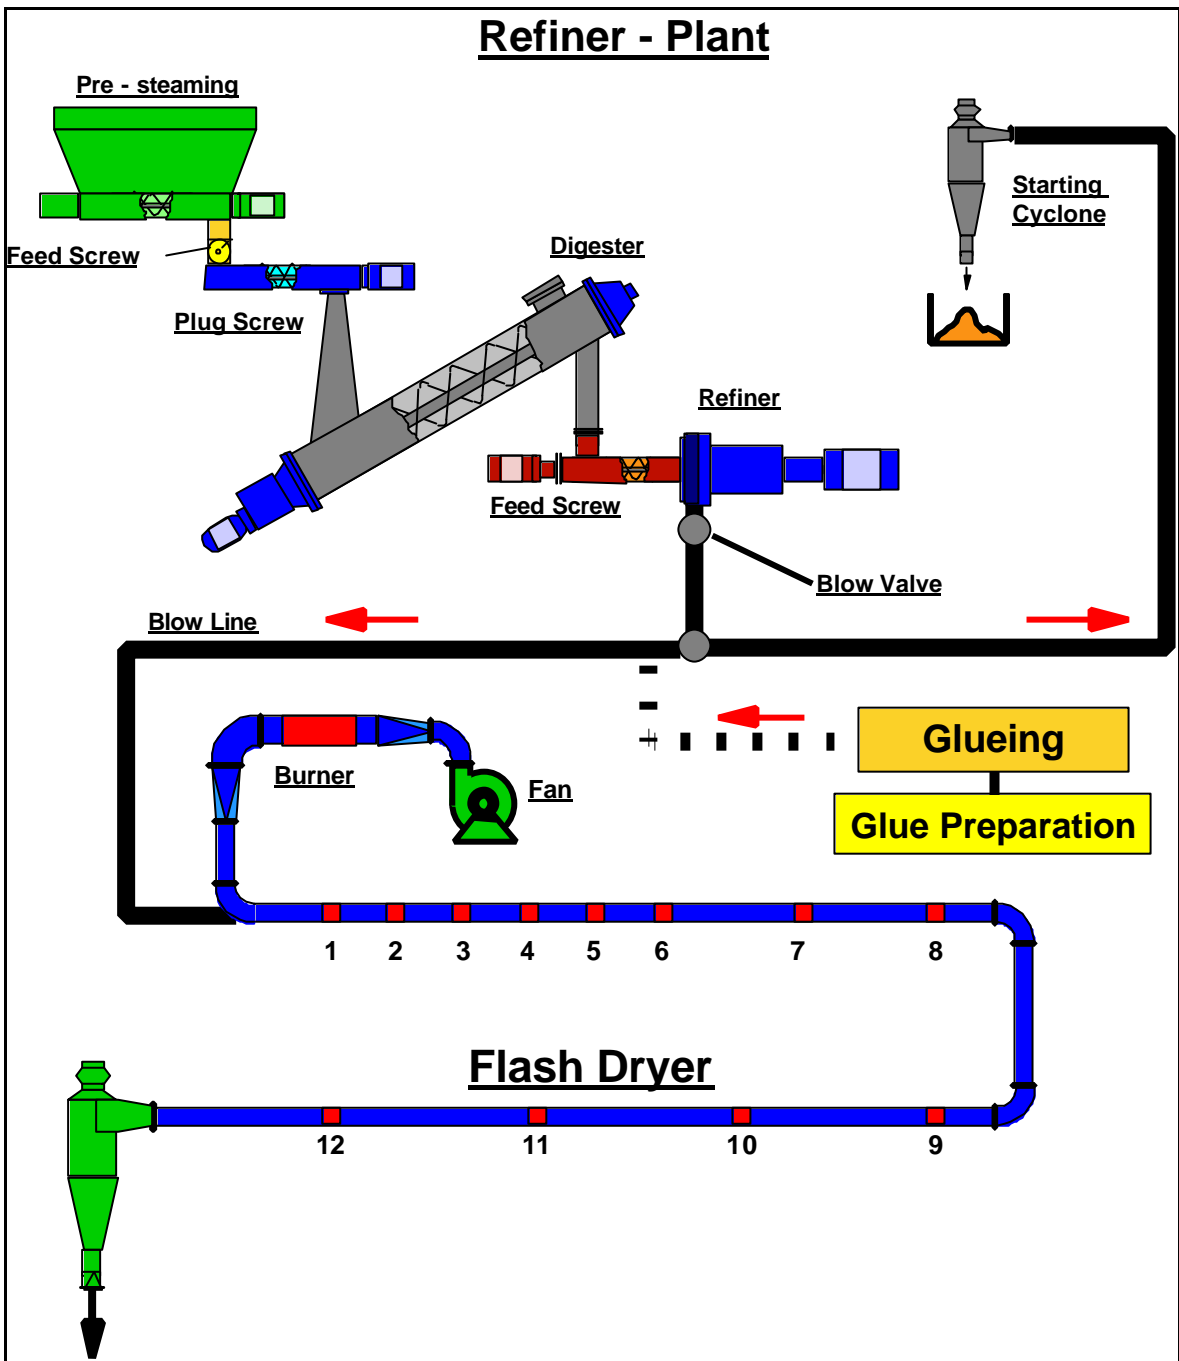 Refiner - Plant
Pre - steaming
Starting
Cyclone
Feed Screw
Digester
Plug Screw
Refiner
Feed Screw
Blow Valve
Blow Line
Glueing
Burner
Fan
Glue Preparation
1 2 3 4 5 6 7 8
Flash Dryer
12 11 10 9